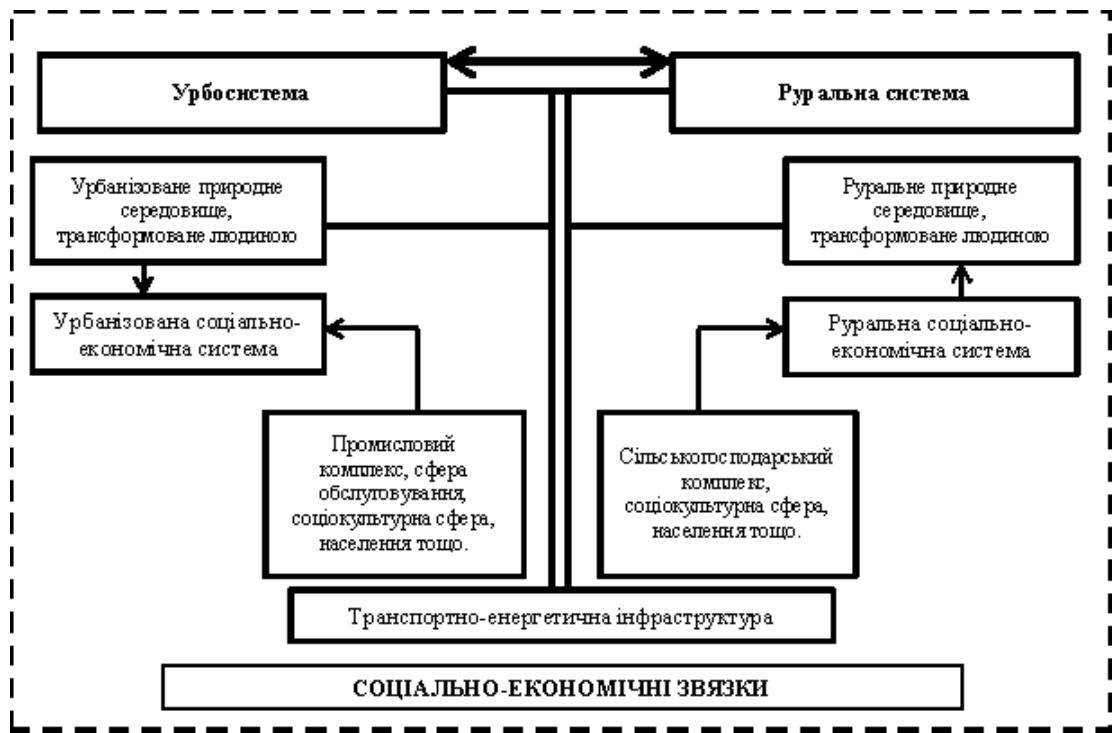 Урбосистема
Руральна система
Урбанізоване природне
середовище,
трансформоване людиною
Руральне природне
середовище,
трансформоване людиною
Урбанізована соціально-
економічна система
Руральна соціально-
економічна система
Промисловий
комплекс, сфера
обслуговування,
соціокультурна сфера,
населення тощо.
Сільськогосподарський
комплекс,
соціокультурна сфера,
населення тощо.
Транспортно-енергетична інфраструктура
СОЦІАЛЬНО-ЕКОНОМІЧНІ ЗВЯЗКИ